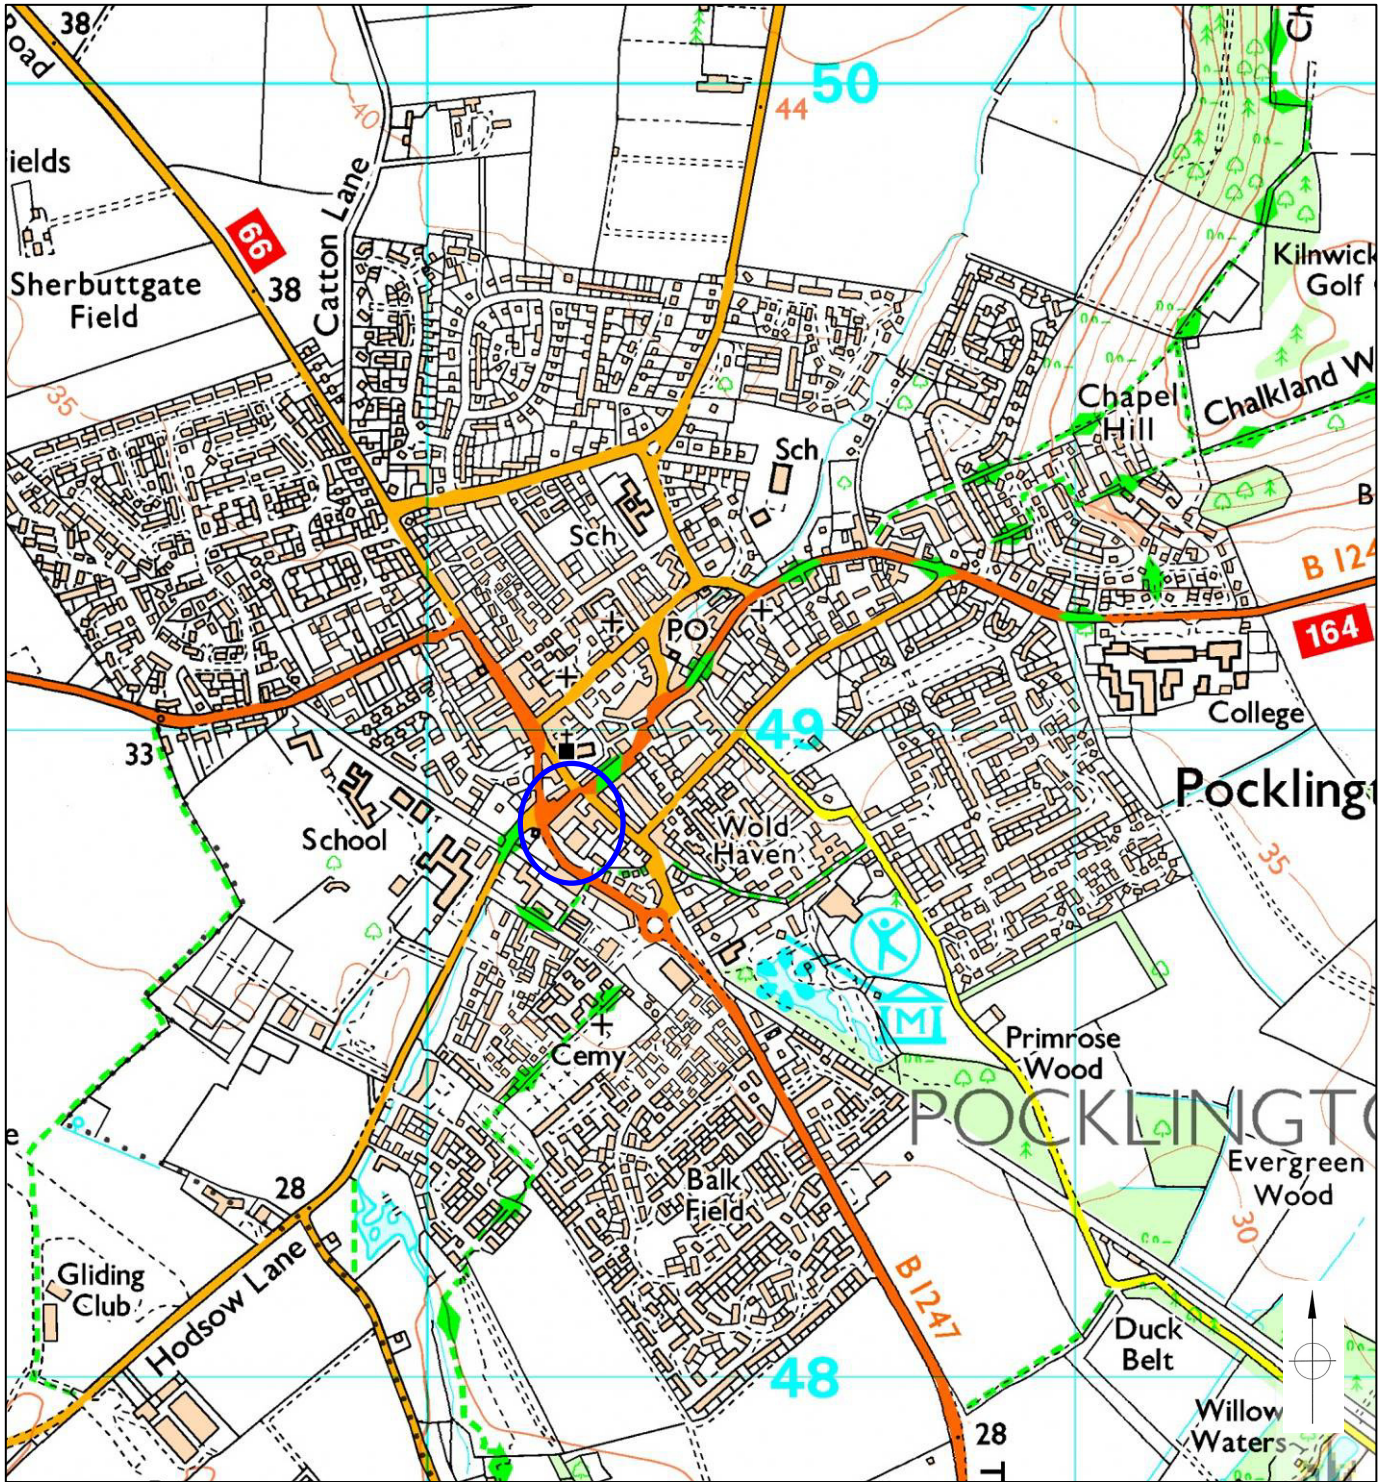 38
oad
50
44
Ch
40
ields
Catton Lane
66
38
Sherbuttgate
Field
Kilnwick
Golf
35
Chapel
Hill
Chalkland W
Sch
Sch
B
B 124
PO
164
College
49
33
Pocklingt
School
Wold
Haven
35
M
Primrose
Wood
Cemy
POCKLINGTO
e
Evergreen
Wood
Balk
Field
28
30
Gliding
Club
Hodsow Lane
B 1247
Duck
Belt
48
Willow
Waters
28
T